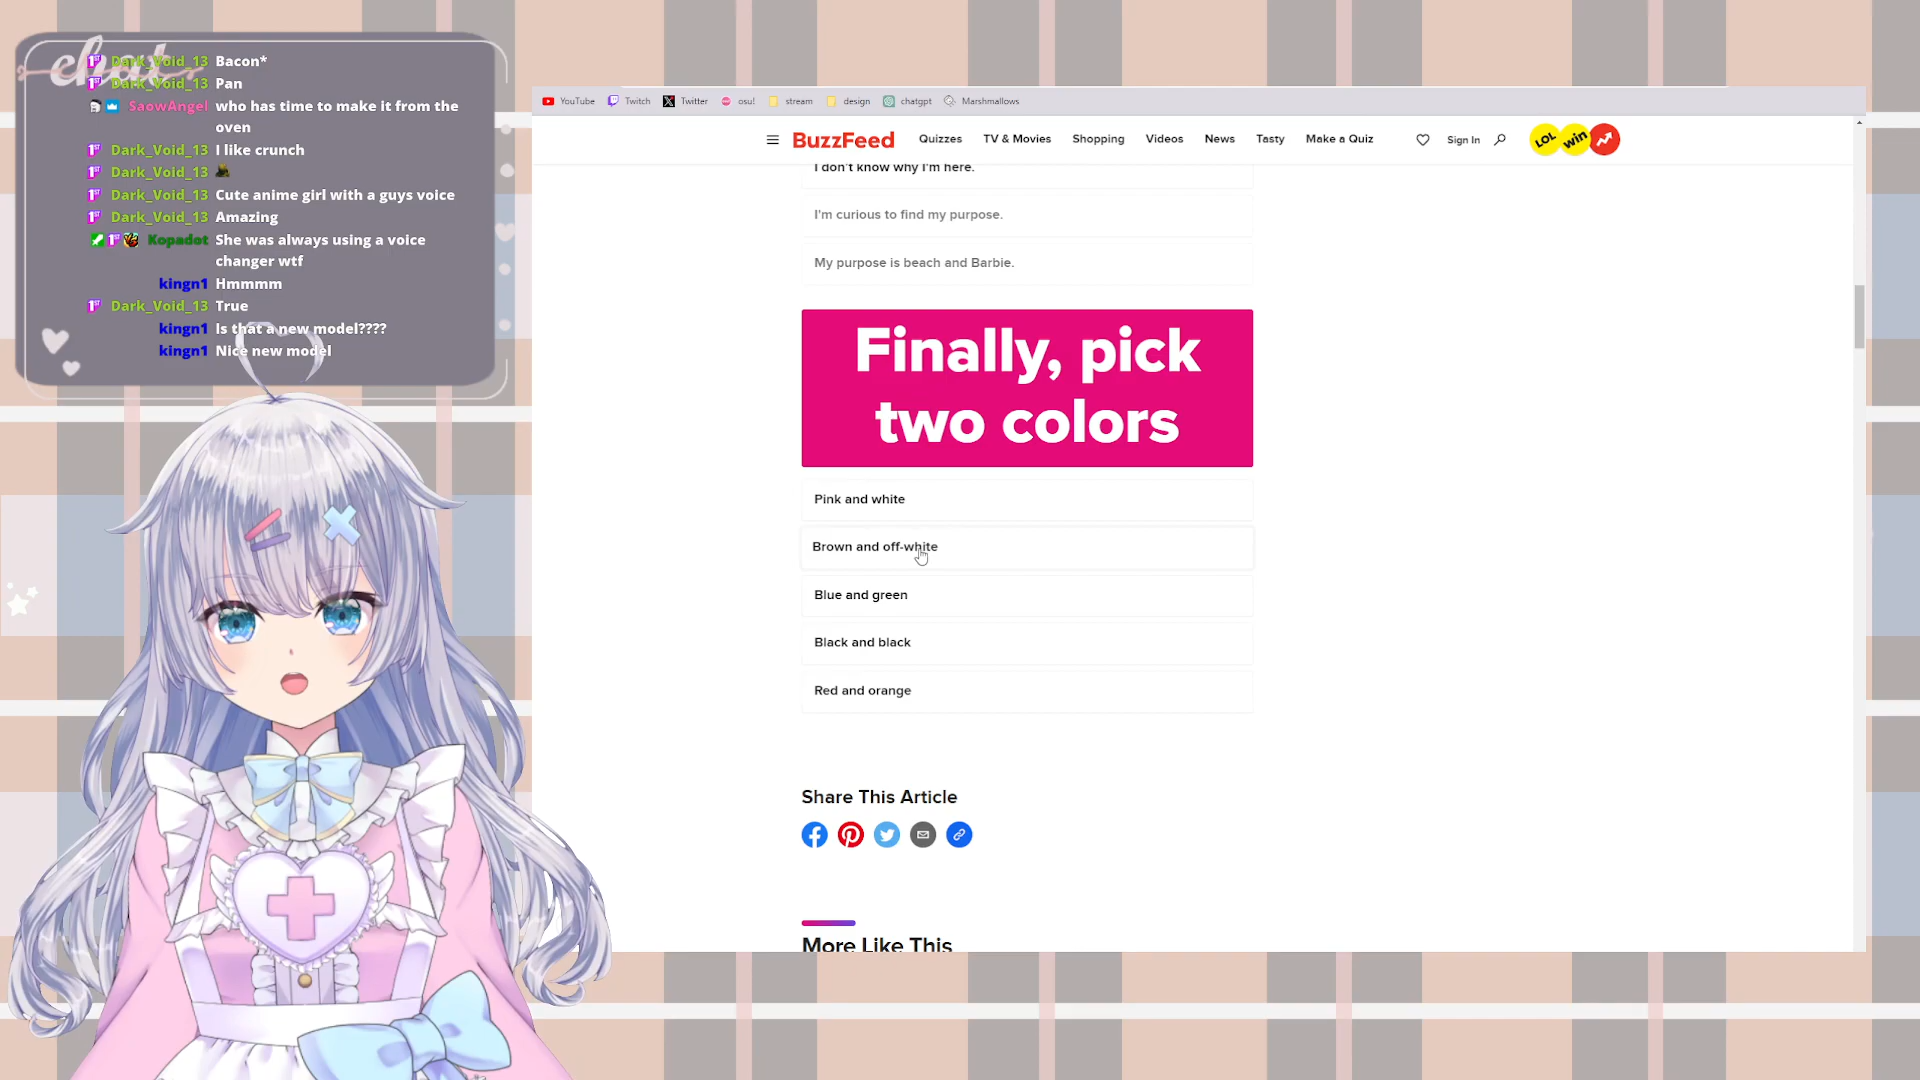 chat
Dark_Void_13 Bacon*
Dark_Void_13 Pan
SaowAngel who has time to make it from the
oven
Dark_Void_13 I like crunch
Dark_Void_13
Dark_Void_13 Cute anime girl with a guys voice
Dark_Void_13 Amazing
Kopadot She was always using a voice
changer wtf
kingn1 Hmmmm
Dark_Void_13 True
kingn1 Is that a new model????
kingn1 Nice new model
YouTube Twitch Twitter osu! stream design chatgpt Marshmallows
BuzzFeed Quizzes TV & Movies Shopping Videos News Tasty Make a Quiz Sign In LOL win
I don't know why I'm here.
I'm curious to find my purpose.
My purpose is beach and Barbie.
Finally, pick
two colors
Pink and white
Brown and off-white
Blue and green
Black and black
Red and orange
Share This Article
More Like This